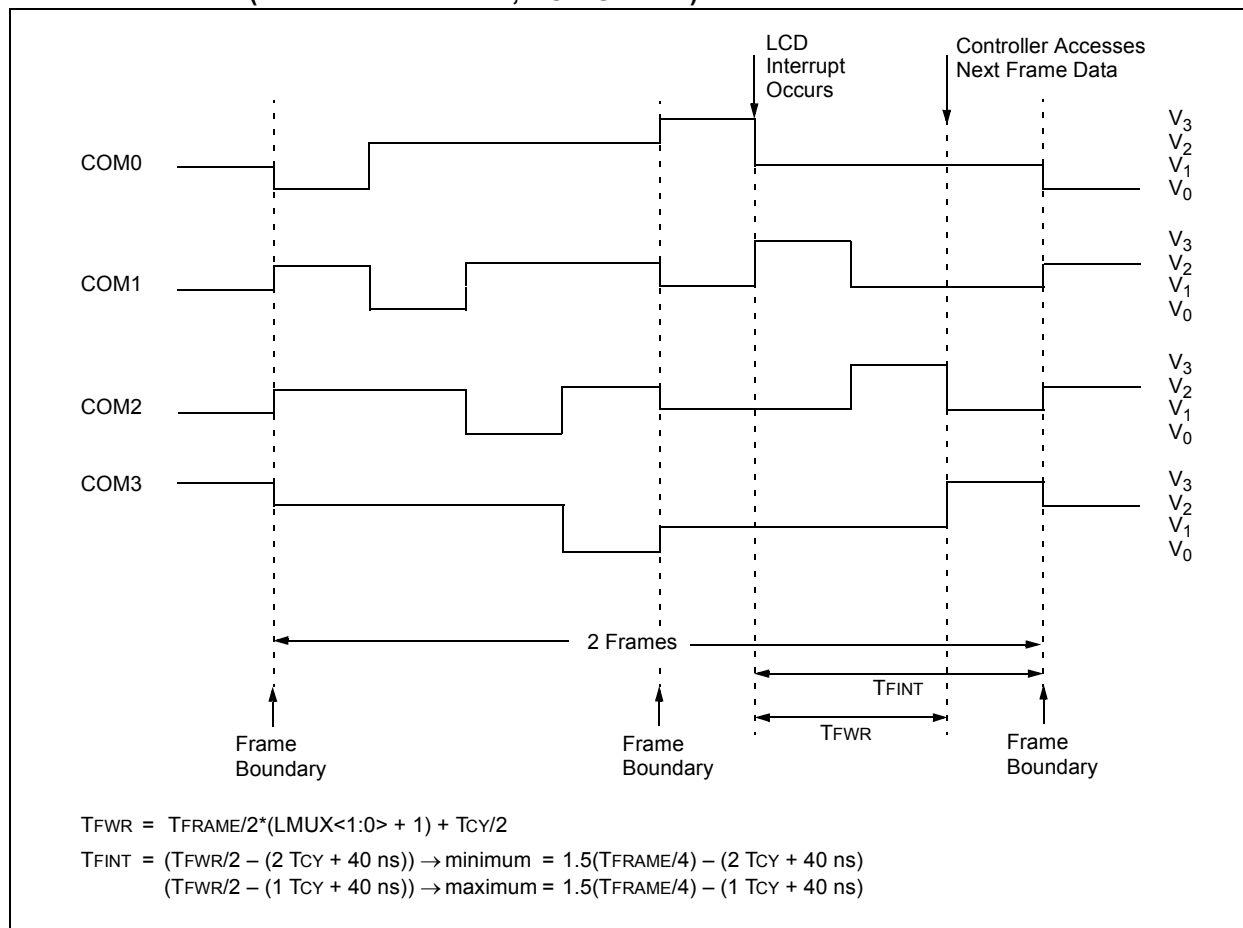 LCD
Interrupt
Occurs
Controller Accesses
Next Frame Data
COM0
V3
V2
V1
V0
COM1
V3
V2
V1
V0
COM2
V3
V2
V1
V0
COM3
V3
V2
V1
V0
2 Frames
TFINT
TFWR
Frame
Boundary
Frame
Boundary
Frame
Boundary
TFWR = TFRAME/2*(LMUX<1:0> + 1) + TCY/2
TFINT = (TFWR/2 – (2 TCY + 40 ns)) → minimum = 1.5(TFRAME/4) – (2 TCY + 40 ns)
(TFWR/2 – (1 TCY + 40 ns)) → maximum = 1.5(TFRAME/4) – (1 TCY + 40 ns)